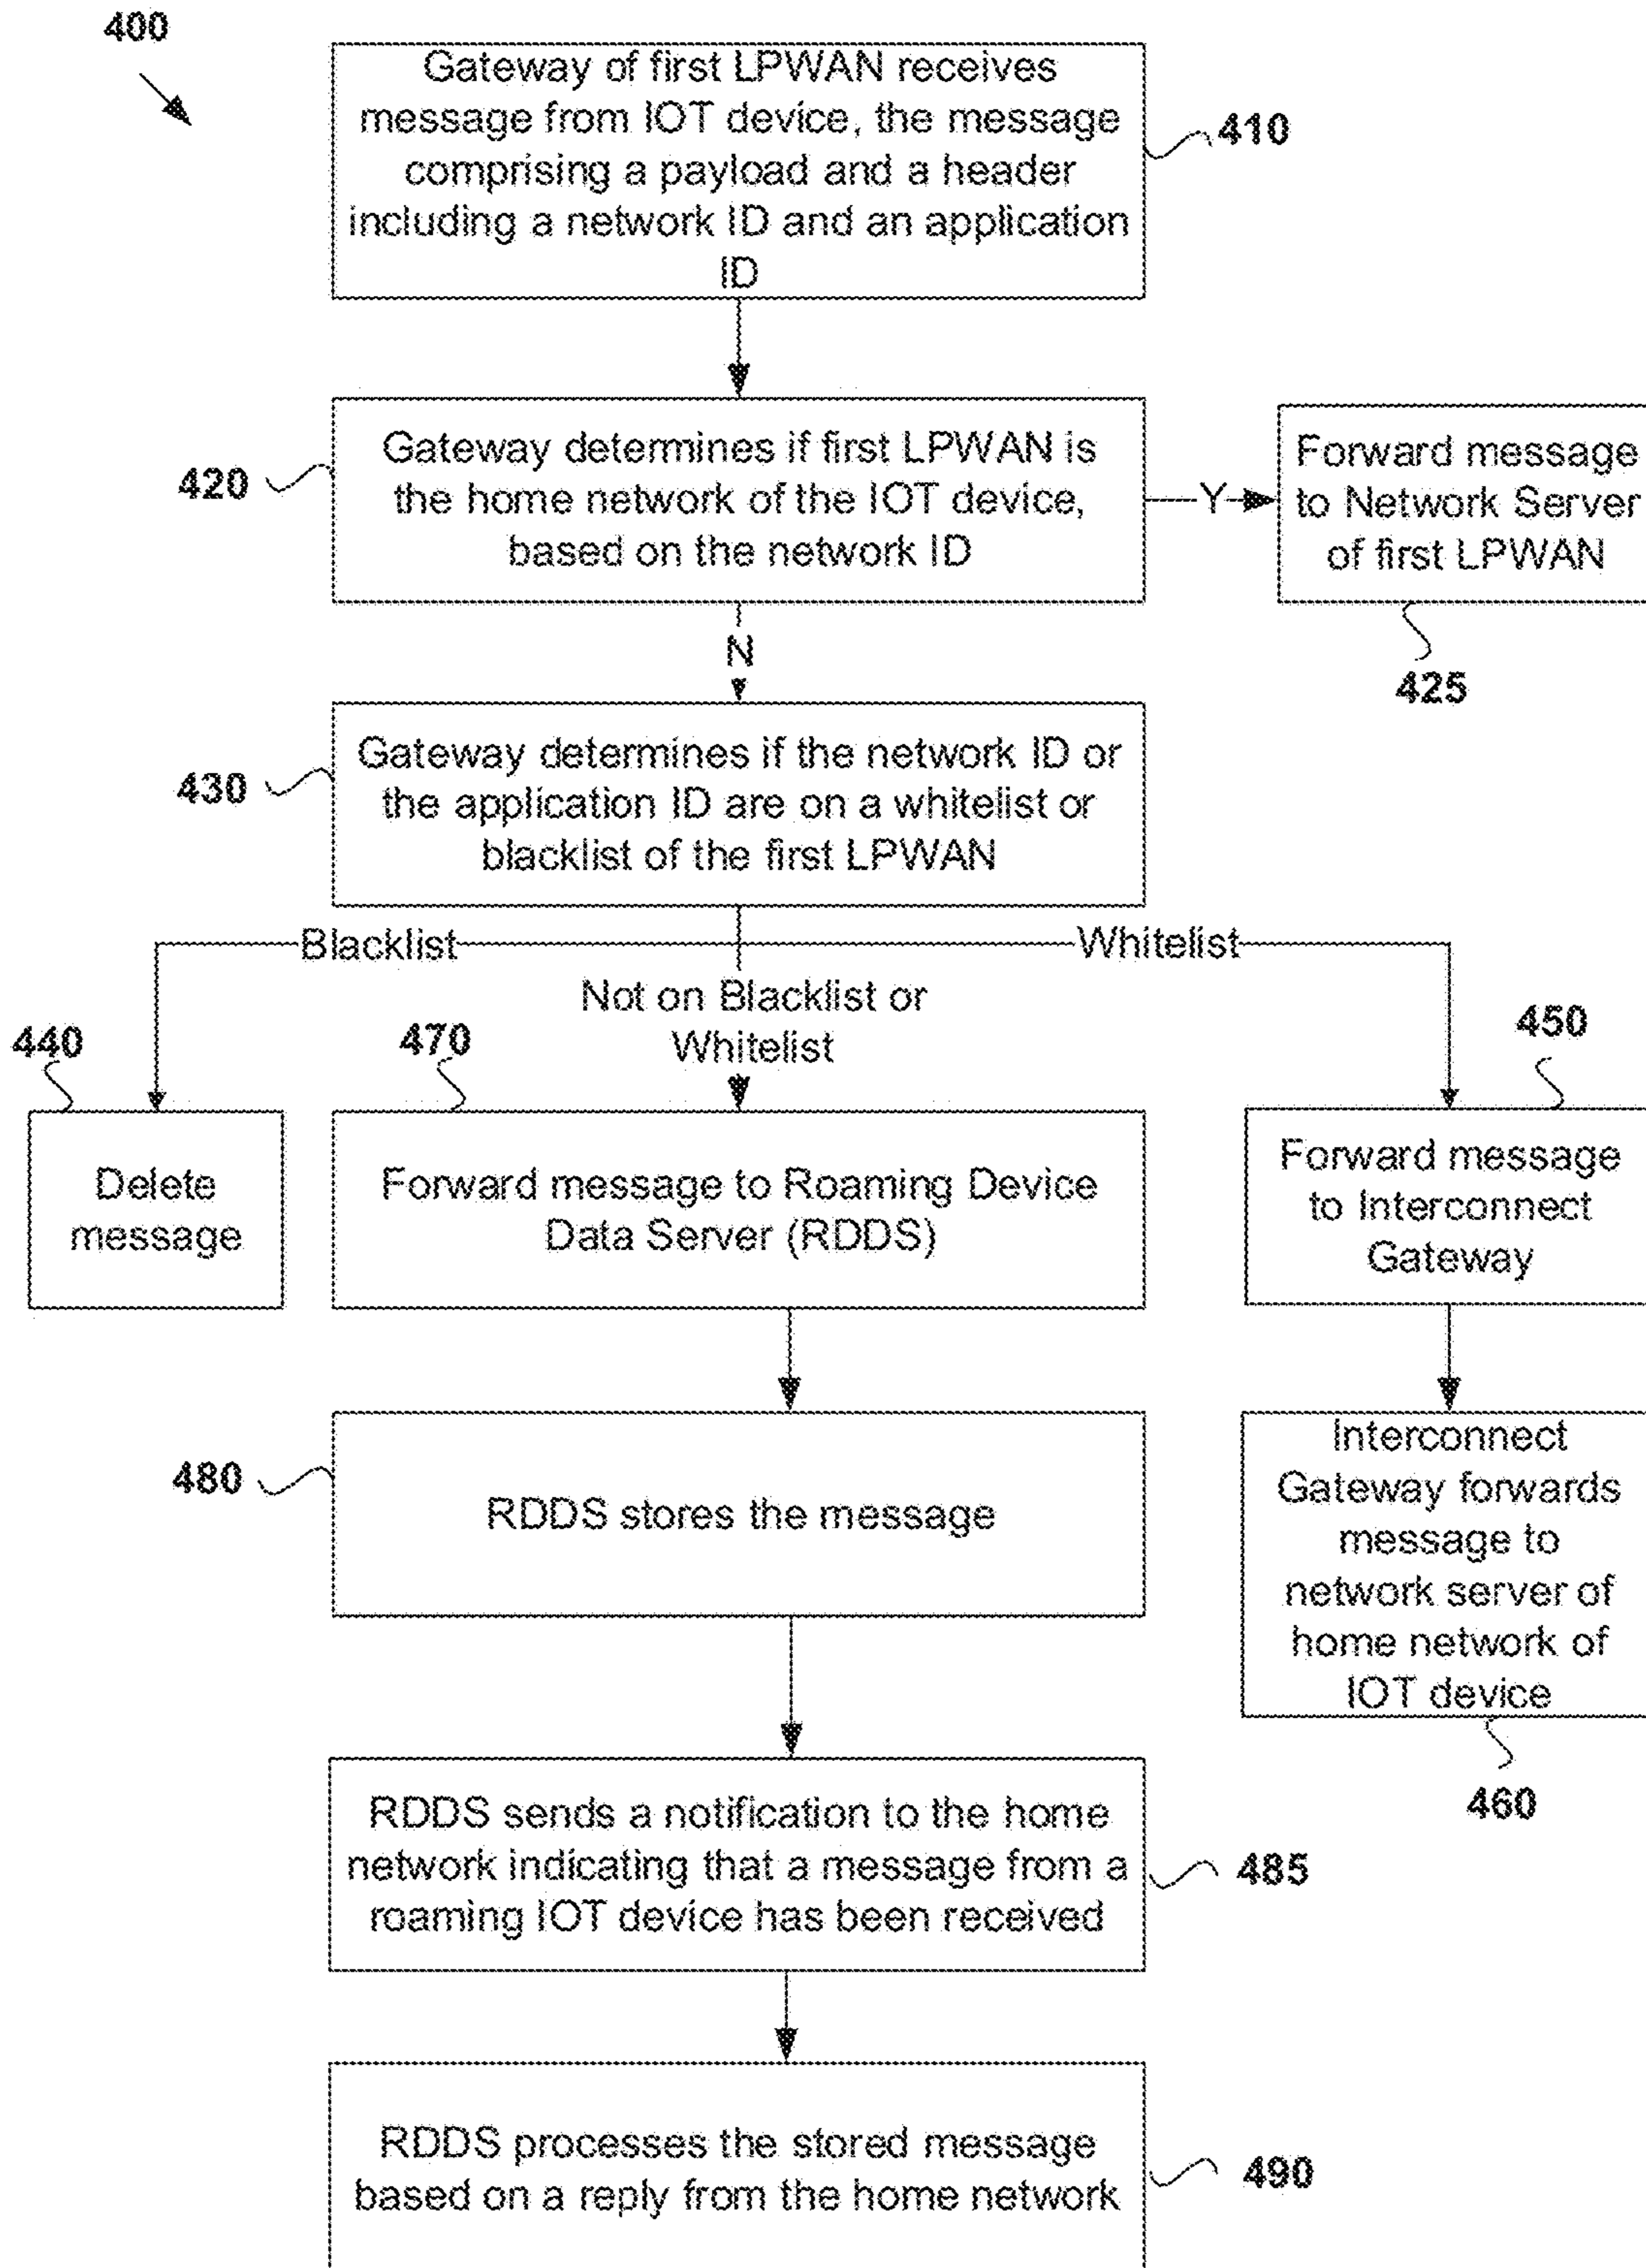 400
Gateway of first LPWAN receives
message from IOT device, the message
comprising a payload and a header
including a network ID and an application
ID
410
420
Gateway determines if first LPWAN is
the home network of the IOT device,
based on the network ID
Y
Forward message
to Network Server
of first LPWAN
425
N
430
Gateway determines if the network ID or
the application ID are on a whitelist or
blacklist of the first LPWAN
Blacklist
Not on Blacklist or
Whitelist
Whitelist
440
Delete
message
470
Forward message to Roaming Device
Data Server (RDDS)
450
Forward message
to Interconnect
Gateway
480
RDDS stores the message
Interconnect
Gateway forwards
message to
network server of
home network of
IOT device
460
RDDS sends a notification to the home
network indicating that a message from a
roaming IOT device has been received
485
RDDS processes the stored message
based on a reply from the home network
490